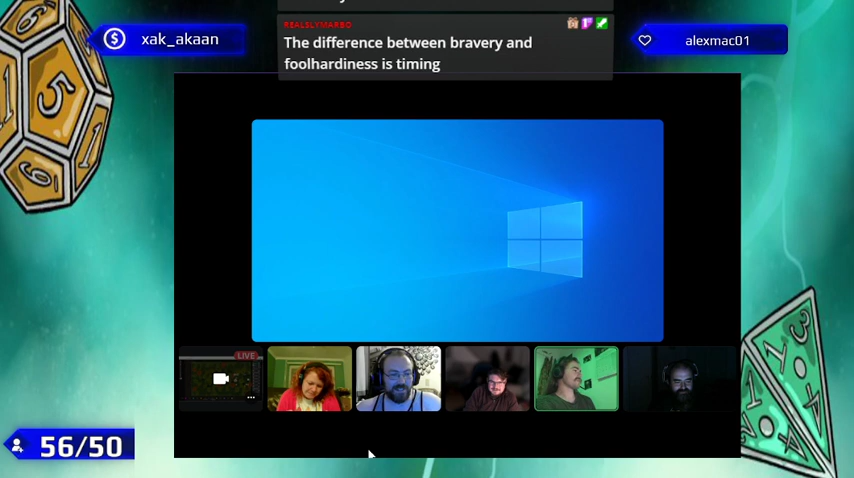 REALSLYMARBO
The difference between bravery and
foolhardiness is timing
xak_akaan
alexmac01
LIVE
56/50